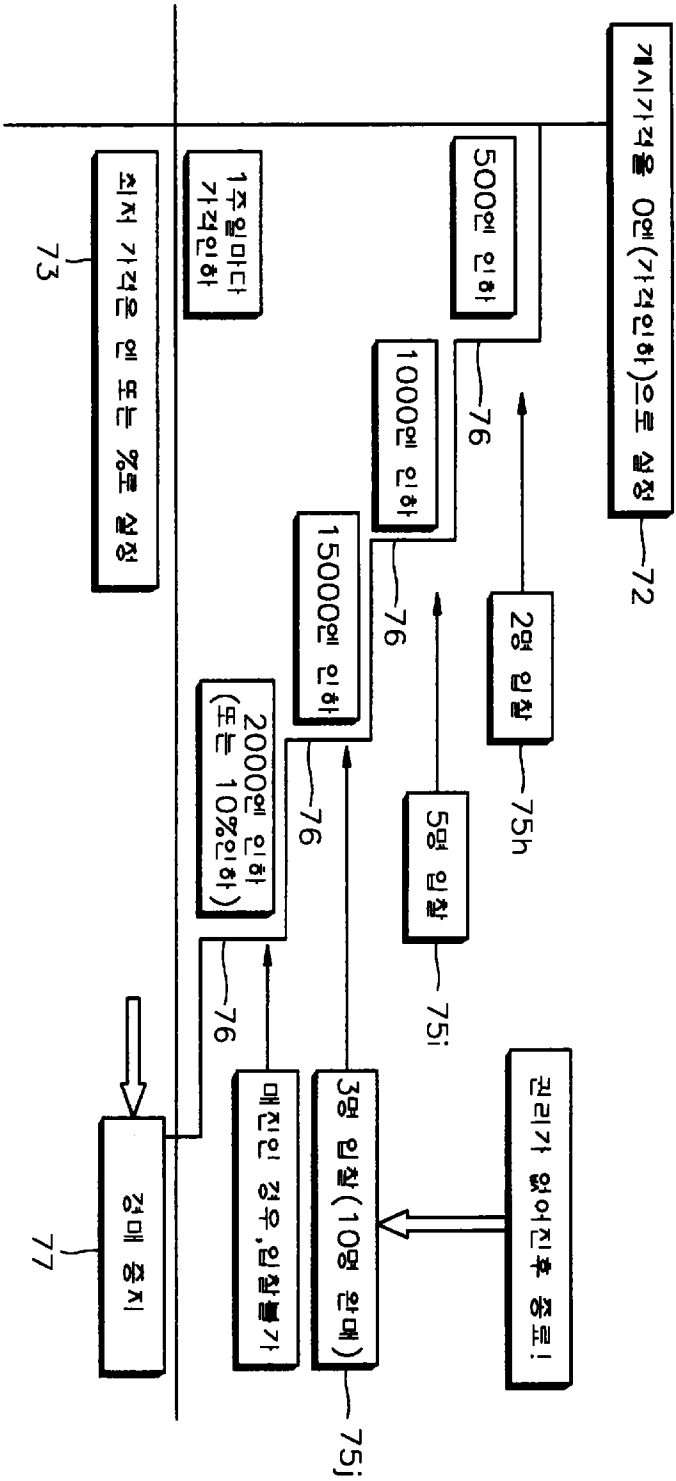 개시가격을 0엔(가격인하)으로 설정
72
500엔 인하
76
2명 입찰
75h
1000엔 인하
76
5명 입찰
75i
권리가 없어진후 종료!
15000엔 인하
76
3명 입찰(10명 완매)
75j
1주일마다
가격인하
2000엔 인하
(또는 10%인하)
76
매진인 경우,입찰불가
최저 가격은 엔 또는 %로 설정
73
경매 중지
77